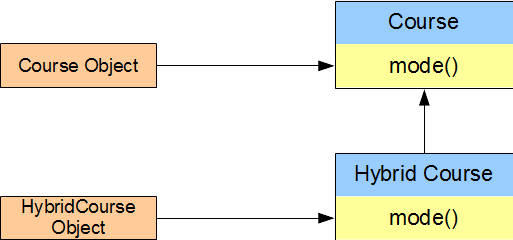 Course
Course Object
mode()
Hybrid Course
HybridCourse
Object
mode()